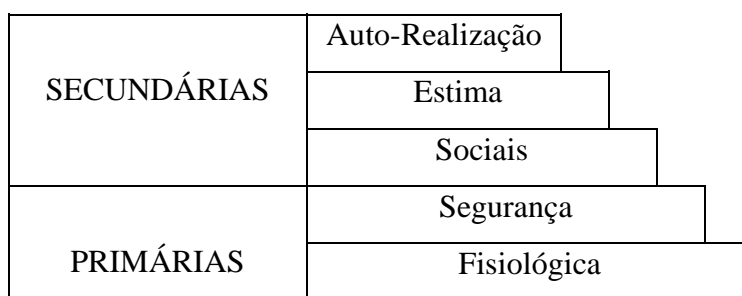 Auto-Realização
SECUNDÁRIAS
Estima
Sociais
Segurança
PRIMÁRIAS
Fisiológica